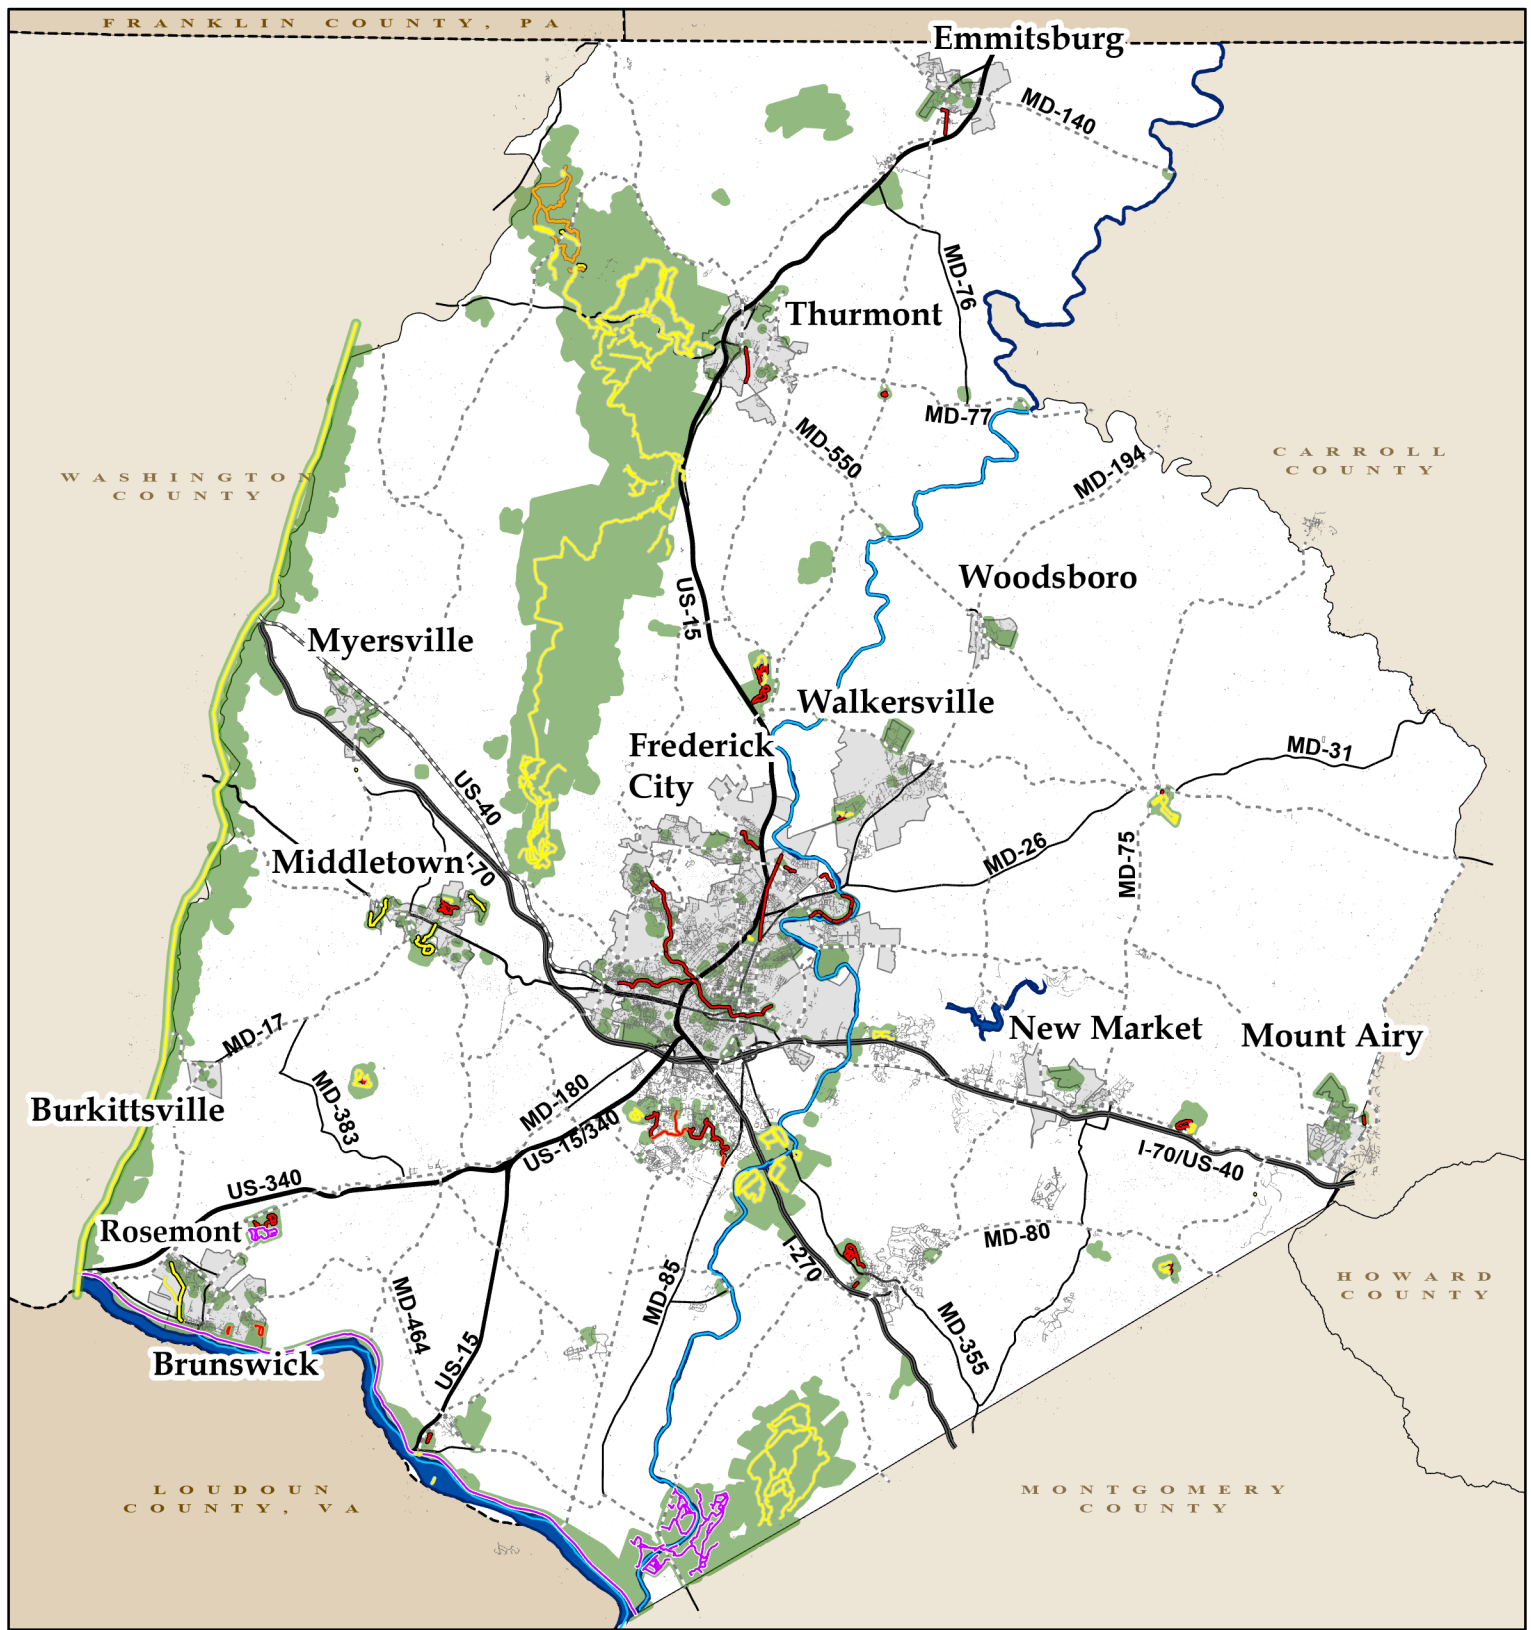 FRANKLIN COUNTY, PA
Emmitsburg
MD-140
MD-76
Thurmont
MD-77
MD-550
MD-194
CARROLL
COUNTY
WASHINGTON
COUNTY
Woodsboro
US-15
Myersville
Walkersville
Frederick
City
MD-31
US-40
MD-26
MD-75
Middletown
I-70
New Market
Mount Airy
MD-17
MD-383
MD-180
Burkittsville
US-15/340
I-70/US-40
US-340
Rosemont
MD-80
I-270
MD-85
HOWARD
COUNTY
MD-464
US-15
MD-355
Brunswick
LOUDOUN
COUNTY, VA
MONTGOMERY
COUNTY